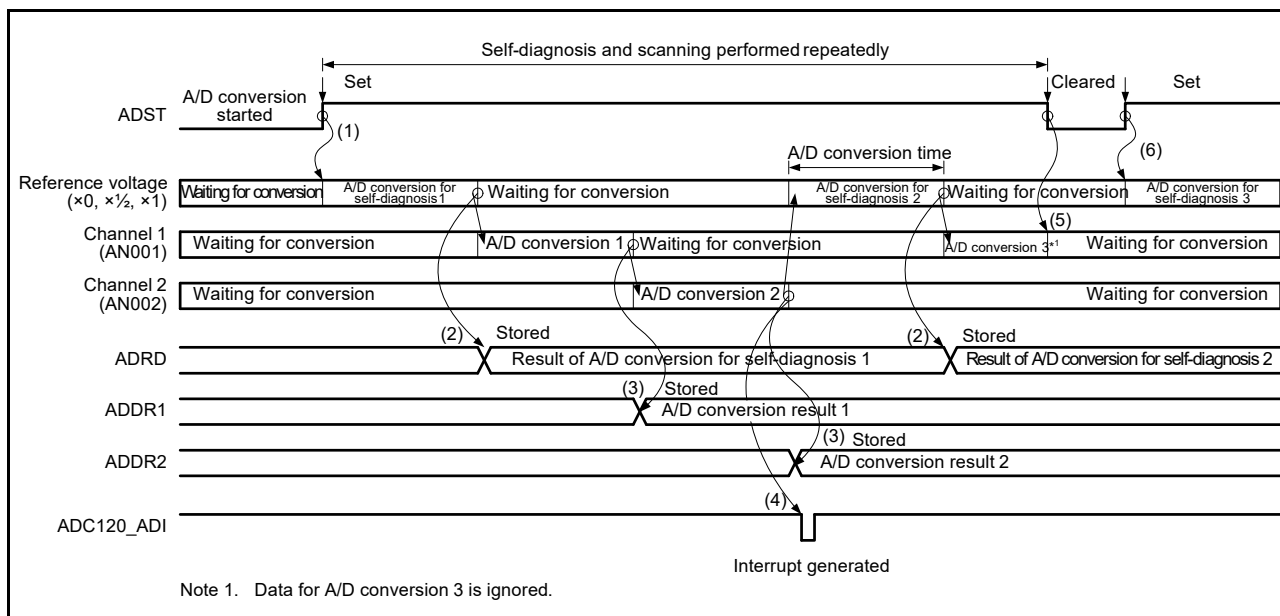 Self-diagnosis and scanning performed repeatedly
Set
Cleared
Set
A/D conversion
started
ADST
(1)
A/D conversion time
(6)
Reference voltage
(×0, ×½, ×1)
Waiting for conversion
A/D conversion for
self-diagnosis 1
Waiting for conversion
A/D conversion for
self-diagnosis 2
Waiting for conversion
A/D conversion for
self-diagnosis 3
(5)
Channel 1
(AN001)
Waiting for conversion
A/D conversion 1
Waiting for conversion
A/D conversion 3*1
Waiting for conversion
Channel 2
(AN002)
Waiting for conversion
A/D conversion 2
Waiting for conversion
ADRD
(2)
Stored
Result of A/D conversion for self-diagnosis 1
(2)
Stored
Result of A/D conversion for self-diagnosis 2
ADDR1
(3)
Stored
A/D conversion result 1
ADDR2
(3)
Stored
A/D conversion result 2
ADC120_ADI
(4)
Interrupt generated
Note 1. Data for A/D conversion 3 is ignored.